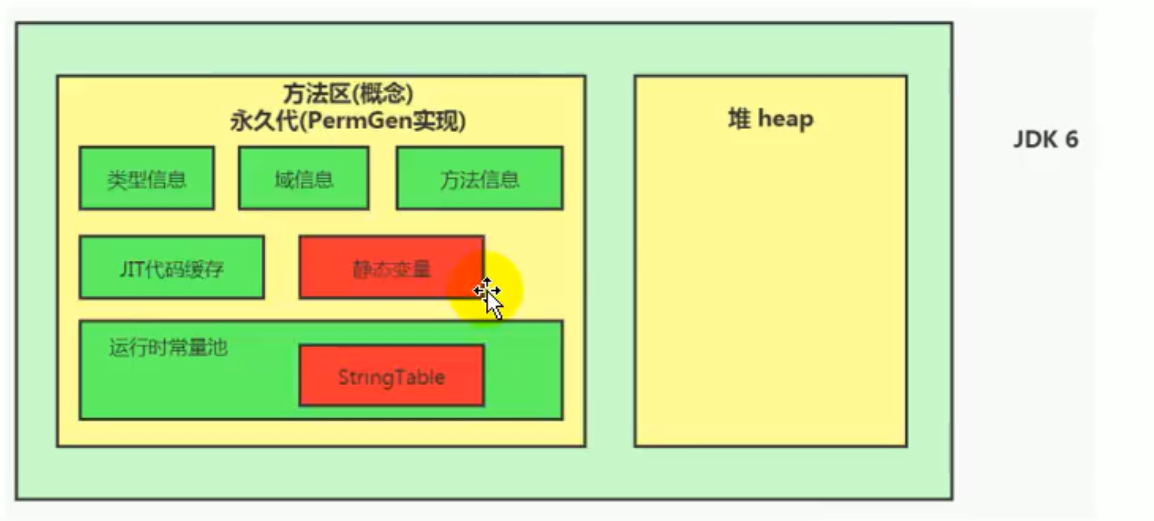 方法区(概念)
永久代(PermGen实现)
类型信息
域信息
方法信息
JIT代码缓存
静态变量
运行时常量池
StringTable
堆 heap
JDK 6